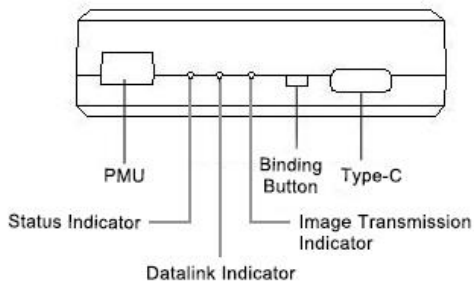 PMU
Binding
Button
Type-C
Status Indicator
Image Transmission
Indicator
Datalink Indicator